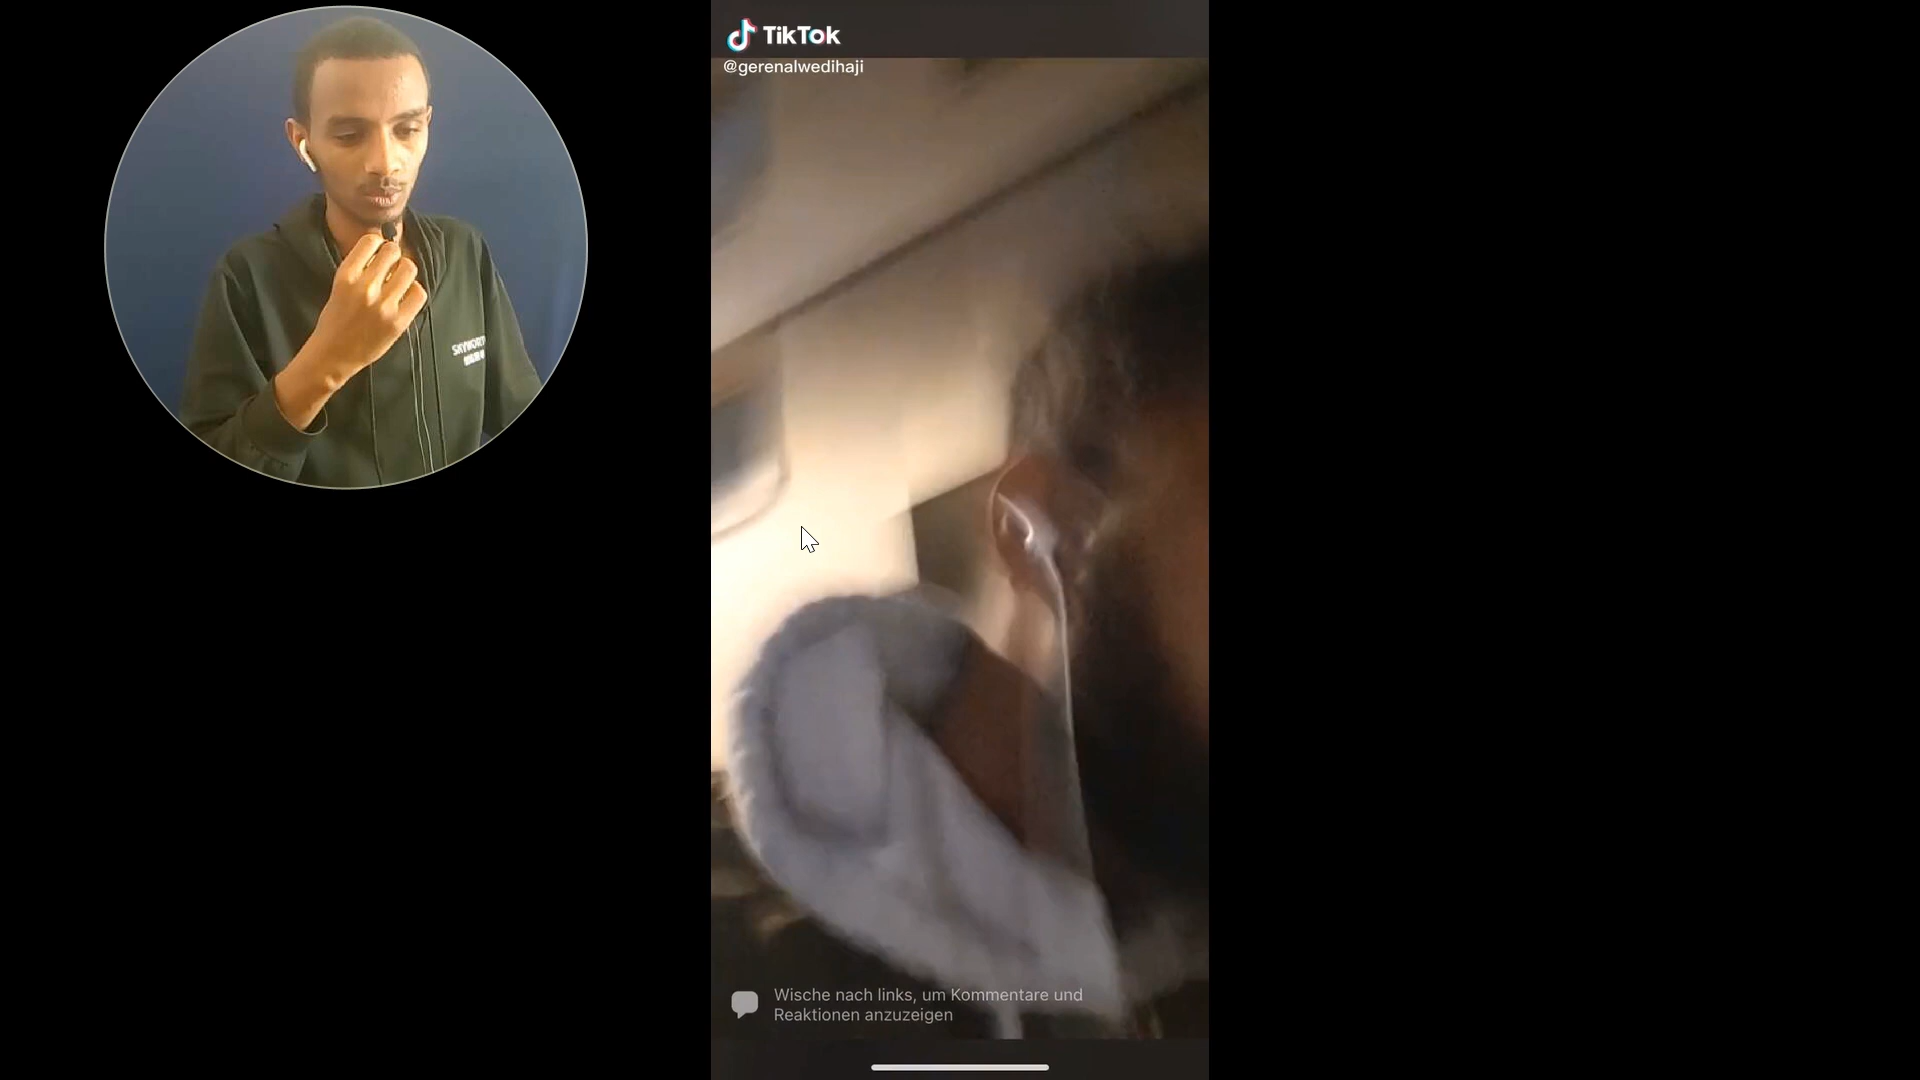 TikTok
@gerenalwedihaji
Wische nach links, um Kommentare und
Reaktionen anzuzeigen